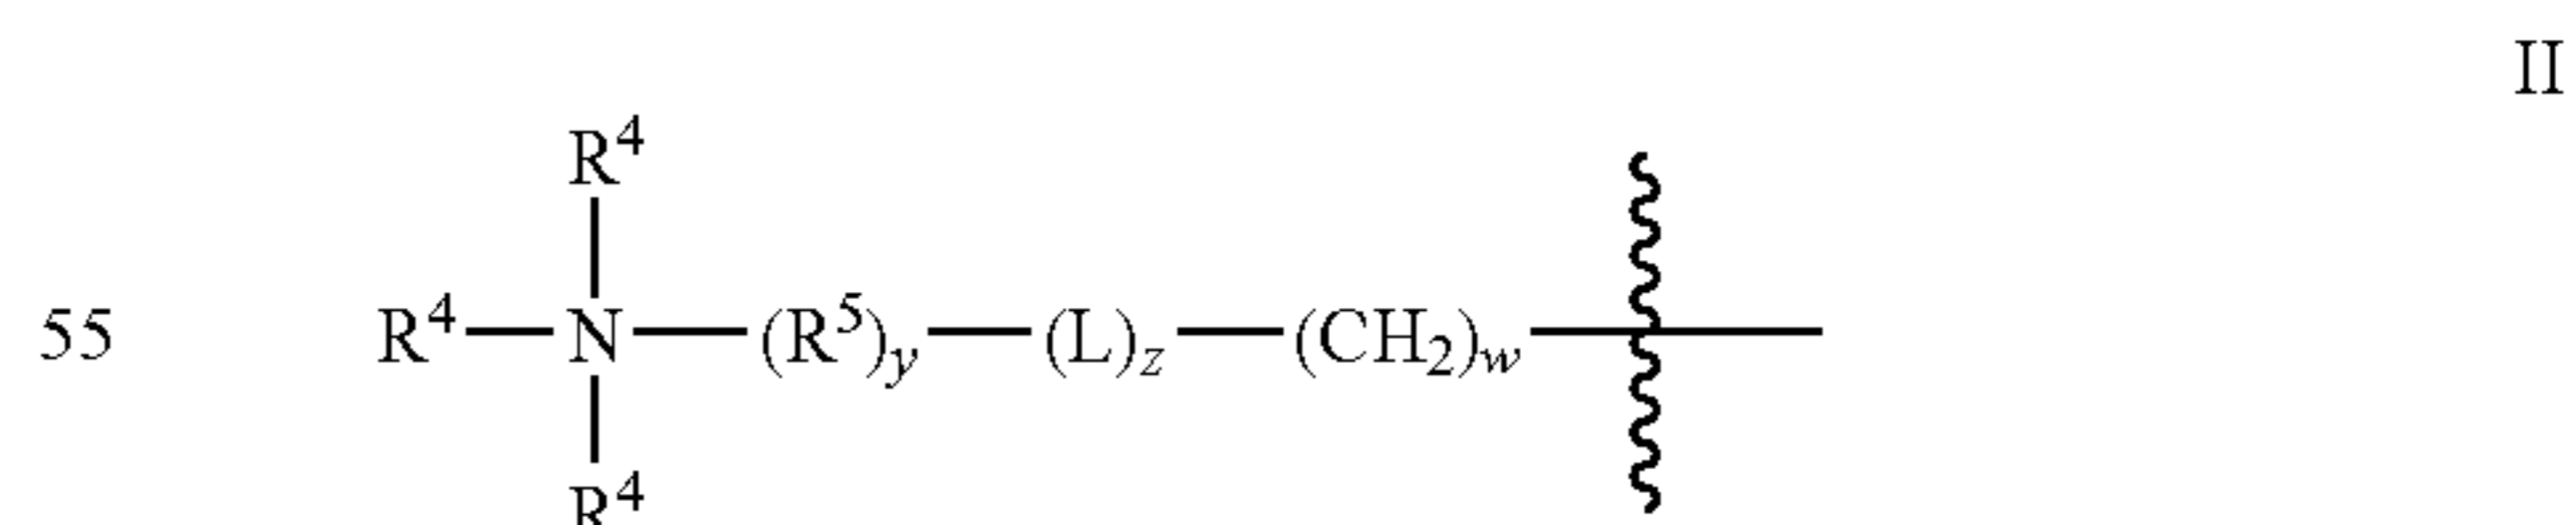 II
R⁴
55 R⁴—N—(R⁵)y—(L)z—(CH₂)w—
R⁴